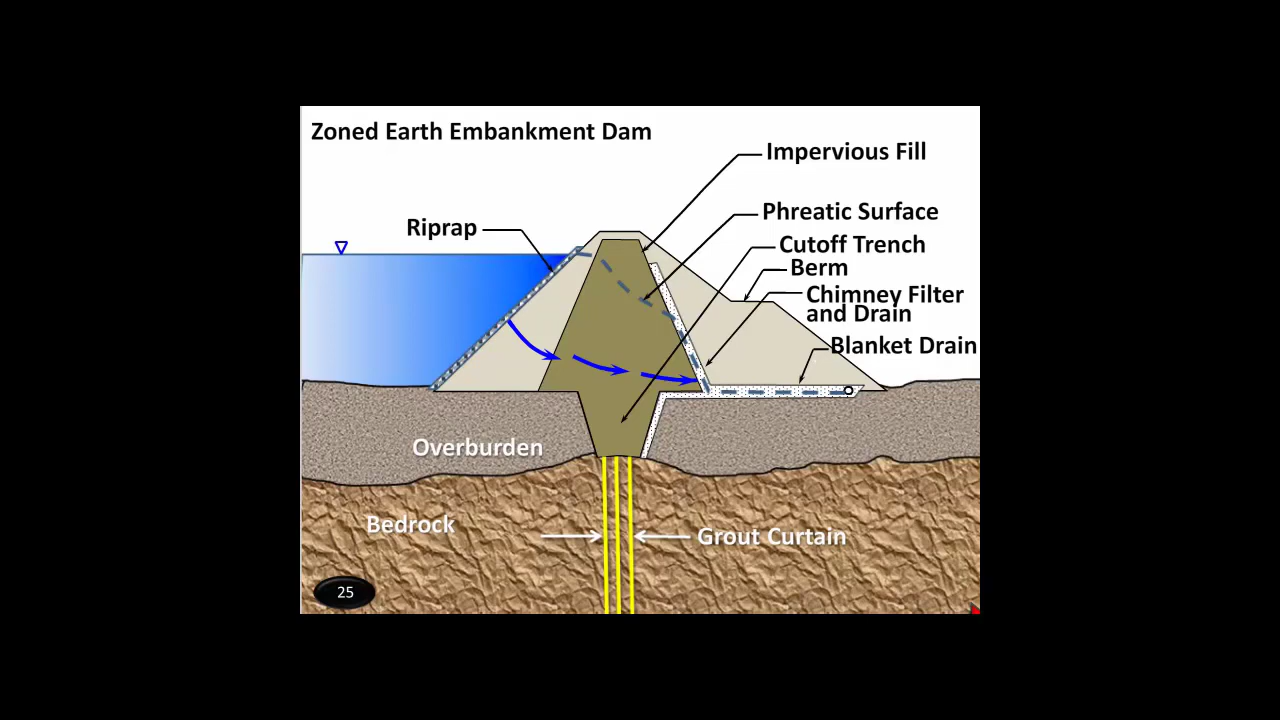 Zoned Earth Embankment Dam
Impervious Fill
Phreatic Surface
Riprap
Cutoff Trench
Berm
Chimney Filter
and Drain
Blanket Drain
Overburden
Bedrock
Grout Curtain
25